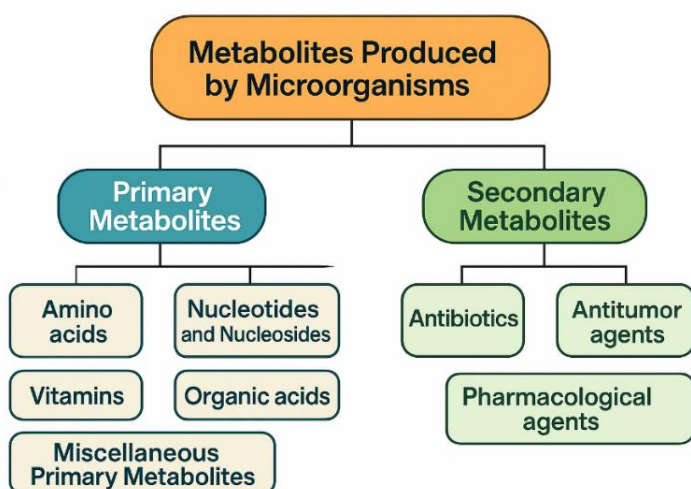 Metabolites Produced
by Microorganisms
Primary
Metabolites
Secondary
Metabolites
Amino
acids
Nucleotides
and Nucleosides
Vitamins
Organic acids
Miscellaneous
Primary Metabolites
Antibiotics
Antitumor
agents
Pharmacological
agents